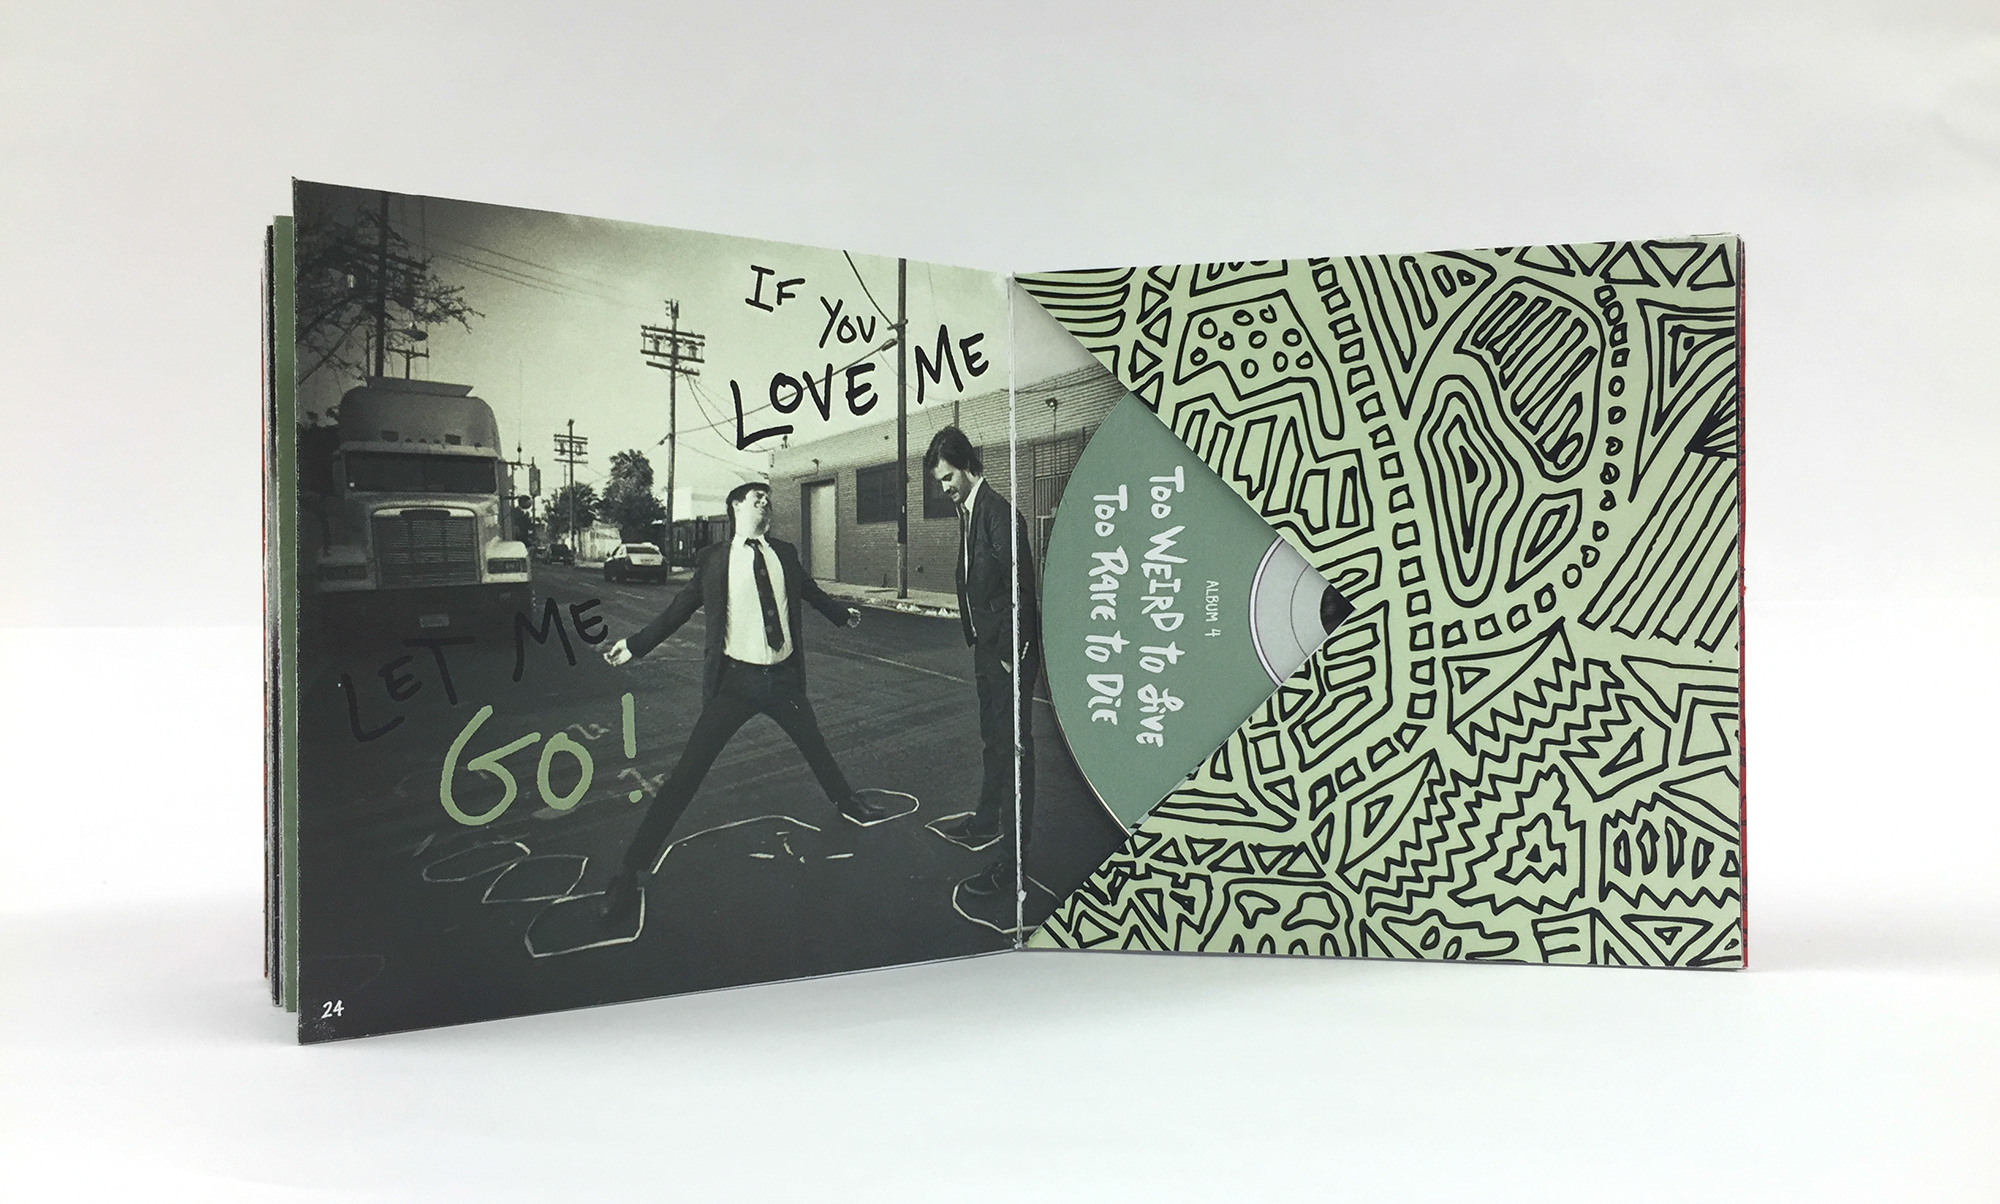 IF
YOU
LOVE ME
LET ME
GO!
24
ALBUM 4
Too WEIRD to Live
Too RARE to DiE